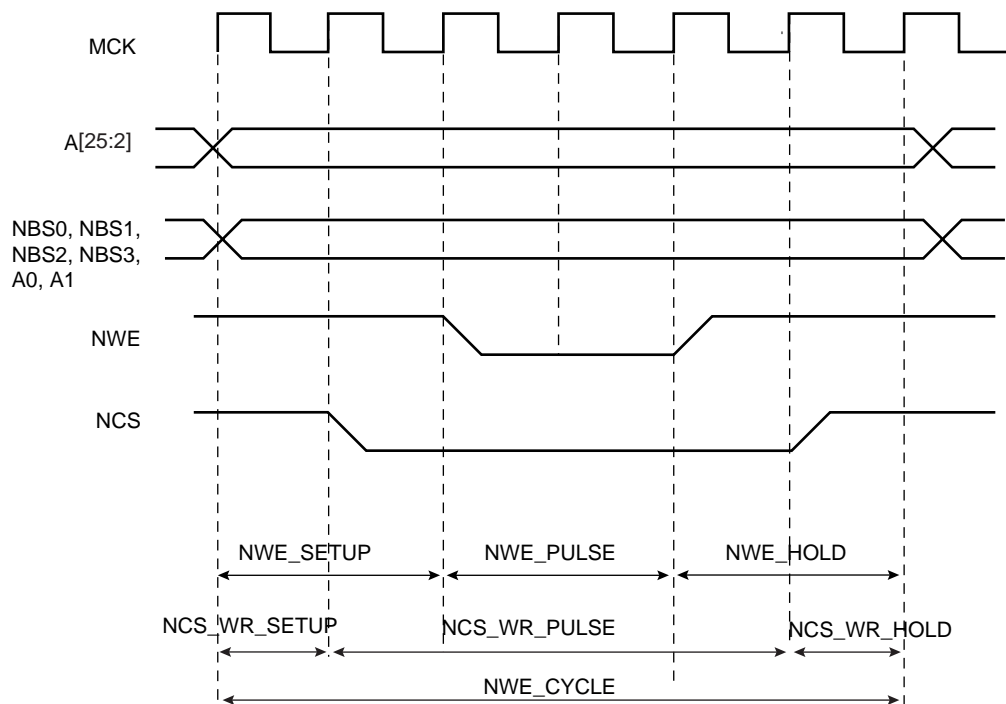 MCK
A[25:2]
NBS0, NBS1,
NBS2, NBS3,
A0, A1
NWE
NCS
NWE_SETUP
NWE_PULSE
NWE_HOLD
NCS_WR_SETUP
NCS_WR_PULSE
NCS_WR_HOLD
NWE_CYCLE